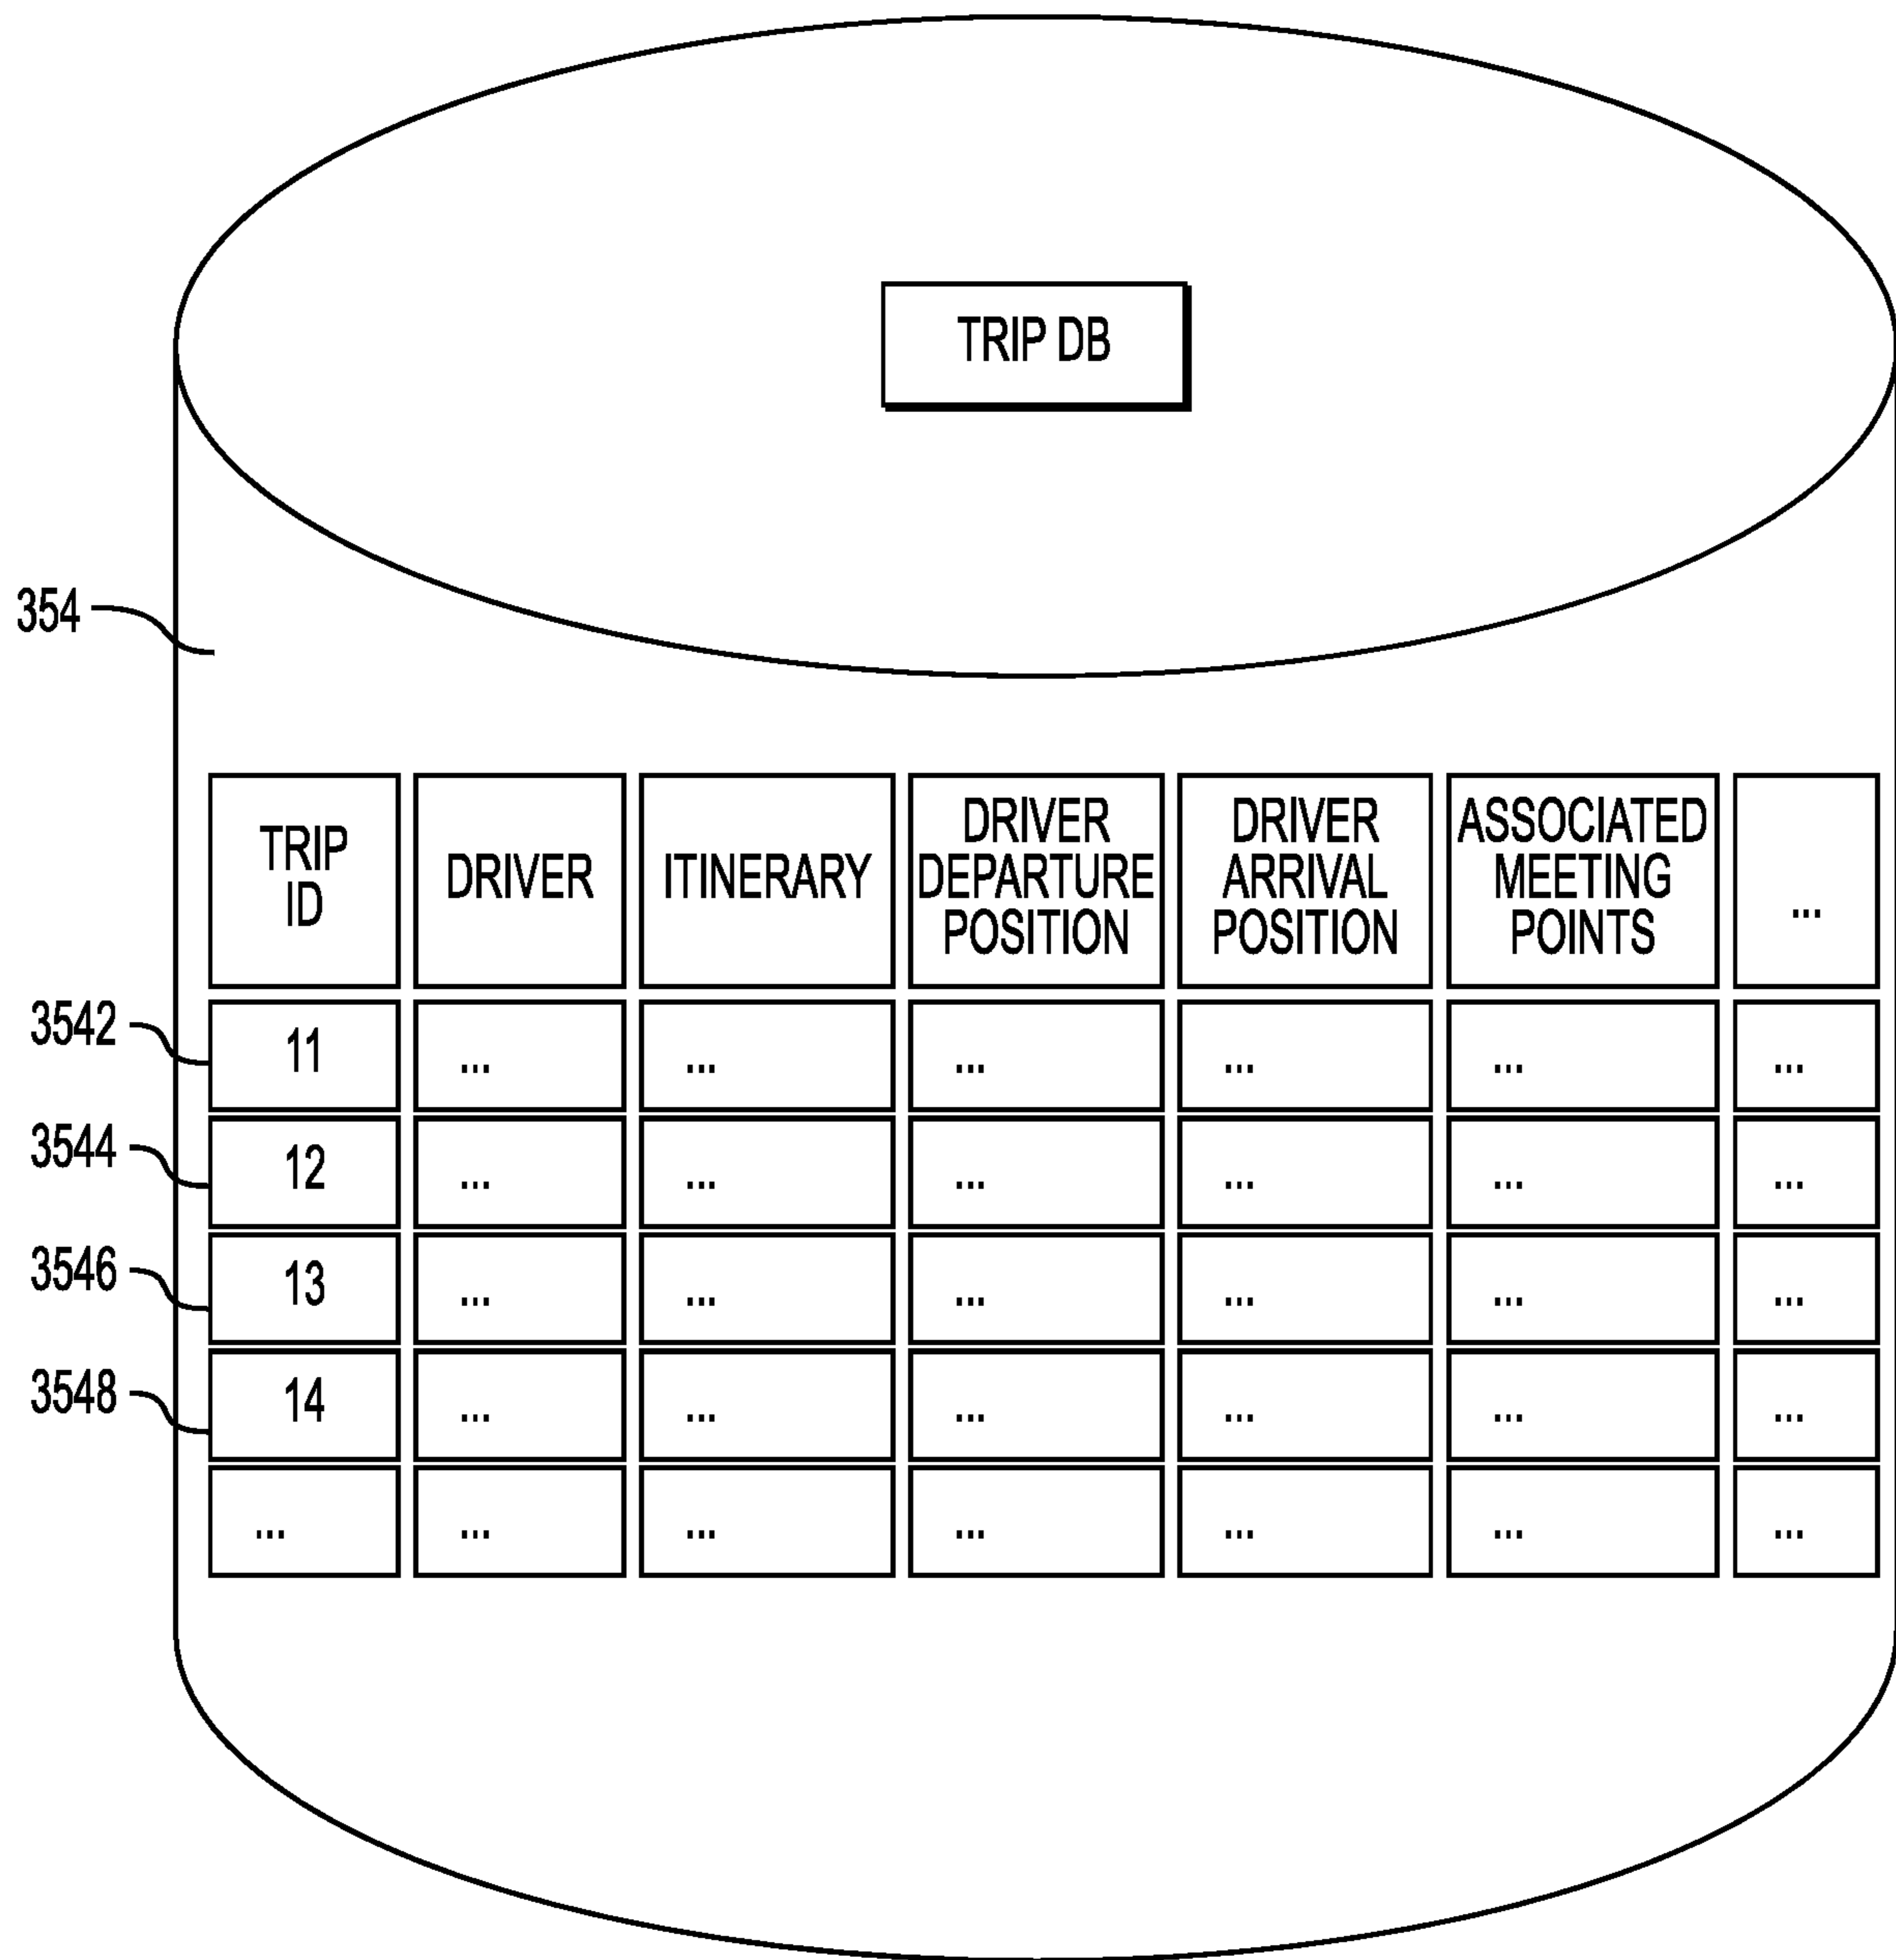 TRIP DB
354
TRIP
ID
DRIVER
ITINERARY
DRIVER
DEPARTURE
POSITION
DRIVER
ARRIVAL
POSITION
ASSOCIATED
MEETING
POINTS
...
3542
11 ... ... ... ... ... ...
3544
12 ... ... ... ... ... ...
3546
13 ... ... ... ... ... ...
3548
14 ... ... ... ... ... ...
... ... ... ... ... ... ...